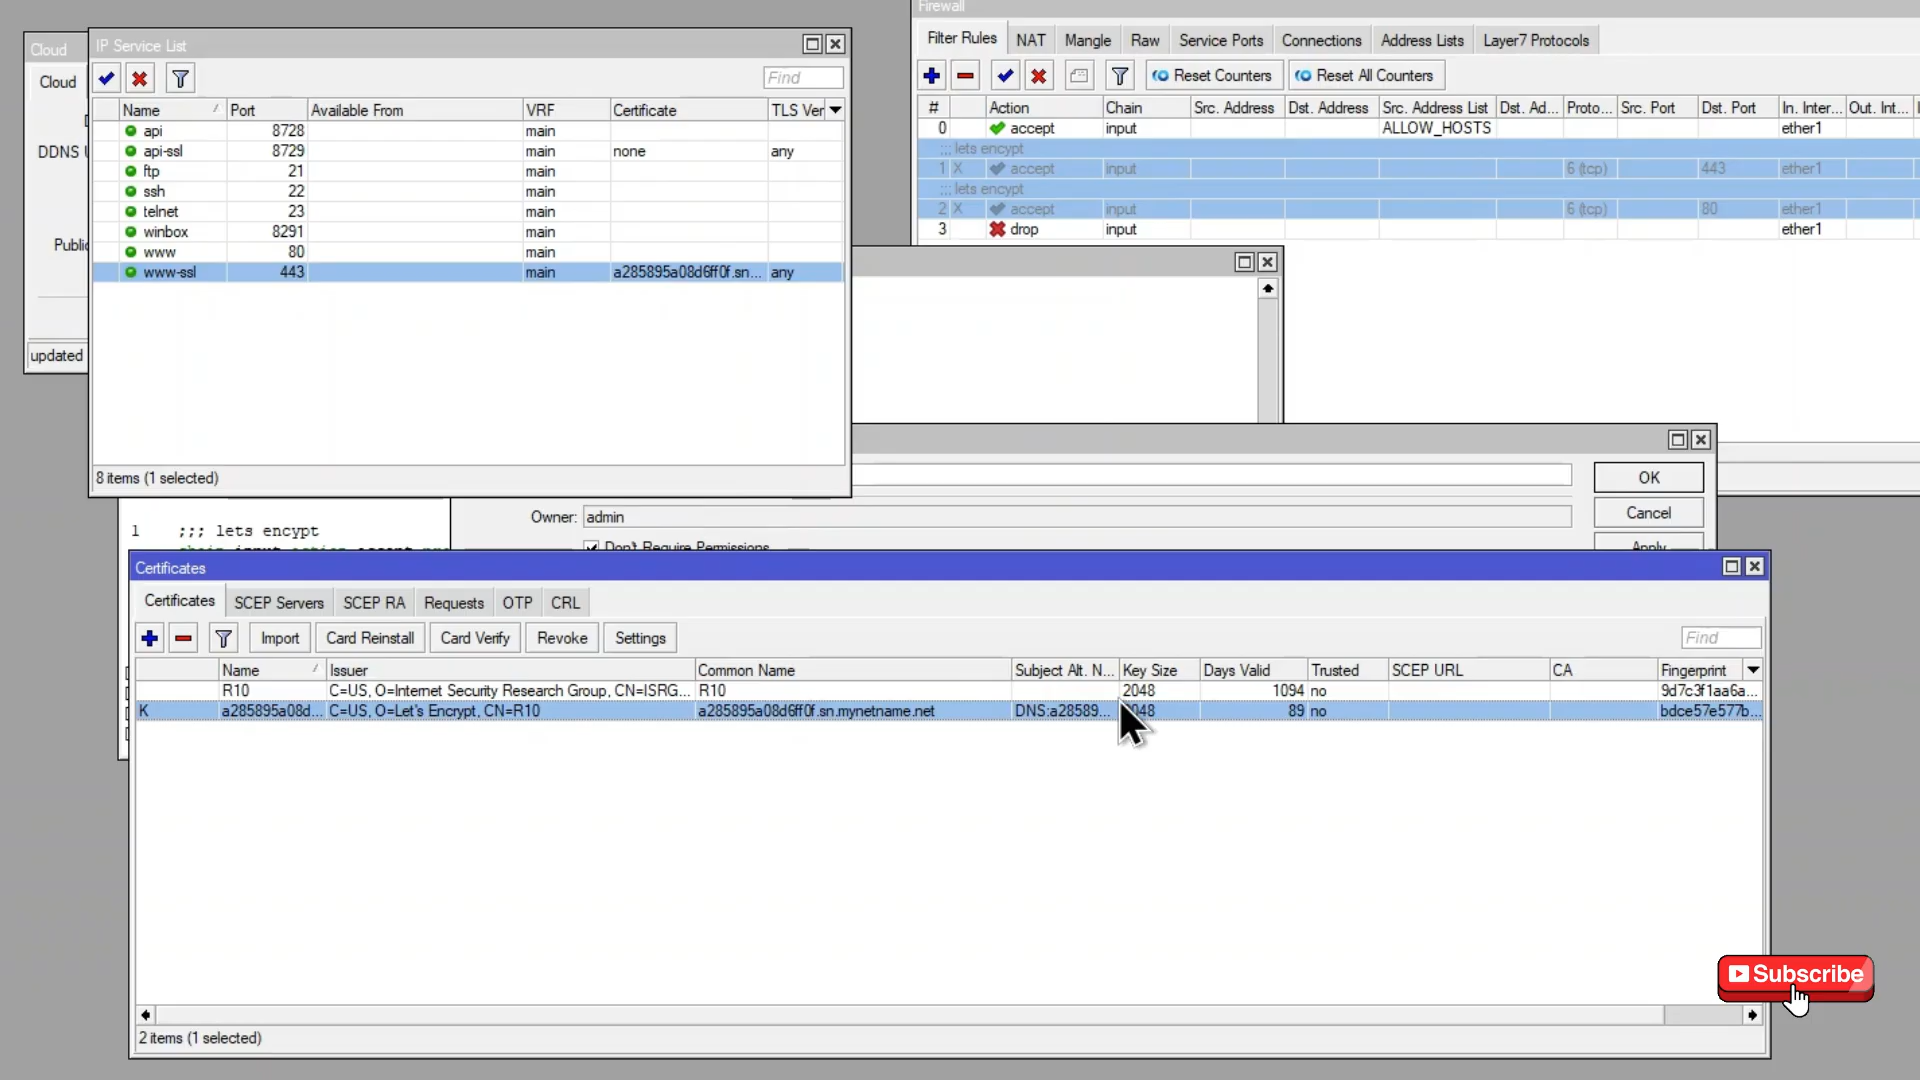 Cloud
Cloud
DDNS
updated
IP Service List
Find
Name Port Available From VRF Certificate TLS Ver
api 8728 main
api-ssl 8729 main none any
ftp 21 main
ssh 22 main
telnet 23 main
winbox 8291 main
www 80 main
www-ssl 443 main a285895a08d6ff0f.sn... any
8 items (1 selected)
Firewall
Filter Rules NAT Mangle Raw Service Ports Connections Address Lists Layer7 Protocols
Reset Counters Reset All Counters
# Action Chain Src. Address Dst. Address Src. Address List Dst. Ad... Proto... Src. Port Dst. Port In. Inter... Out. Int...
0 accept input ALLOW_HOSTS ether1
;;; lets encypt
1 X accept input 6 (tcp) 443 ether1
;;; lets encypt
2 X accept input 6 (tcp) 80 ether1
3 drop input ether1
OK
Cancel
Apply
Owner: admin
Don't Require Permissions
1 ;;; lets encypt
Certificates
Certificates SCEP Servers SCEP RA Requests OTP CRL
Import Card Reinstall Card Verify Revoke Settings
Find
Name Issuer Common Name Subject Alt. N... Key Size Days Valid Trusted SCEP URL CA Fingerprint
R10 C=US, O=Internet Security Research Group, CN=ISRG... R10 2048 1094 no 9d7c3f1aa6a...
K a285895a08d... C=US, O=Let's Encrypt, CN=R10 a285895a08d6ff0f.sn.mynetname.net DNS:a28589... 2048 89 no bdce57e577b...
2 items (1 selected)
Subscribe